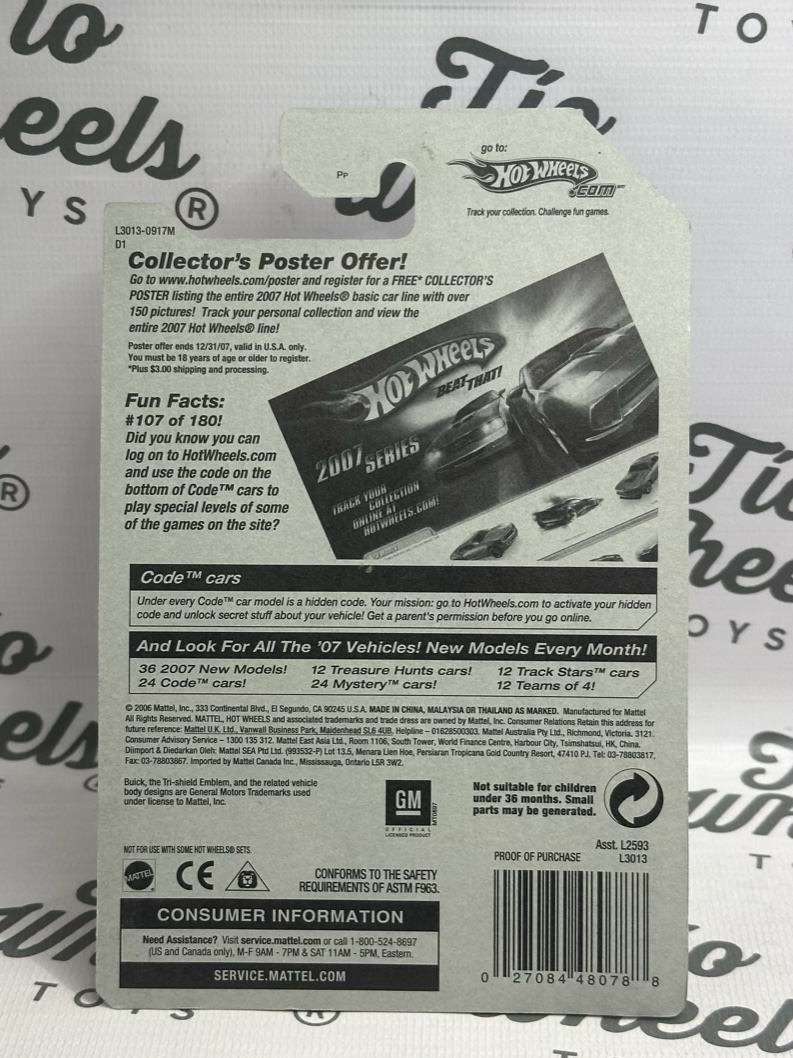 TO
Tío
Wheels
TOYS
®
Pᴘ
go to:
HOT WHEELS
.COM™
Track your collection. Challenge fun games.
L3013-0917M
D1
Collector's Poster Offer!
Go to www.hotwheels.com/poster and register for a FREE* COLLECTOR'S
POSTER listing the entire 2007 Hot Wheels® basic car line with over
150 pictures! Track your personal collection and view the
entire 2007 Hot Wheels® line!
Poster offer ends 12/31/07, valid in U.S.A. only.
You must be 18 years of age or older to register.
*Plus $3.00 shipping and processing.
HOT WHEELS
BEAT THAT!
2007 SERIES
TRACK YOUR
COLLECTION
ONLINE AT
HOTWHEELS.COM!
Fun Facts:
#107 of 180!
Did you know you can
log on to HotWheels.com
and use the code on the
bottom of Code™ cars to
play special levels of some
of the games on the site?
Code™ cars
Under every Code™ car model is a hidden code. Your mission: go to HotWheels.com to activate your hidden
code and unlock secret stuff about your vehicle! Get a parent's permission before you go online.
And Look For All The '07 Vehicles! New Models Every Month!
36 2007 New Models! 12 Treasure Hunts cars! 12 Track Stars™ cars
24 Code™ cars! 24 Mystery™ cars! 12 Teams of 4!
© 2006 Mattel, Inc., 333 Continental Blvd., El Segundo, CA 90245 U.S.A. MADE IN CHINA, MALAYSIA OR THAILAND AS MARKED. Manufactured for Mattel
All Rights Reserved. MATTEL, HOT WHEELS and associated trademarks and trade dress are owned by Mattel, Inc. Consumer Relations Retain this address for
future reference: Mattel U.K. Ltd., Vanwall Business Park, Maidenhead SL6 4UB. Helpline – 01628500303. Mattel Australia Pty Ltd., Richmond, Victoria. 3121.
Consumer Advisory Service – 1300 135 312. Mattel East Asia Ltd., Room 1106, South Tower, World Finance Centre, Harbour City, Tsimshatsui, HK, China.
Diimport & Diedarkan Oleh: Mattel SEA Ptd Ltd. (993532-P) Lot 13.5, Menara Lien Hoe, Persiaran Tropicana Gold Country Resort, 47410 PJ. Tel: 03-78803817,
Fax: 03-78803867. Imported by Mattel Canada Inc., Mississauga, Ontario L5R 3W2.
Buick, the Tri-shield Emblem, and the related vehicle
body designs are General Motors Trademarks used
under license to Mattel, Inc.
GM
OFFICIAL
LICENSED PRODUCT
MT0897
Not suitable for children
under 36 months. Small
parts may be generated.
NOT FOR USE WITH SOME HOT WHEELS® SETS.
MATTEL
CE
CONFORMS TO THE SAFETY
REQUIREMENTS OF ASTM F963.
Asst. L2593
PROOF OF PURCHASE L3013
CONSUMER INFORMATION
Need Assistance? Visit service.mattel.com or call 1-800-524-8697
(US and Canada only), M-F 9AM - 7PM & SAT 11AM - 5PM, Eastern.
SERVICE.MATTEL.COM
0 27084 48078 8